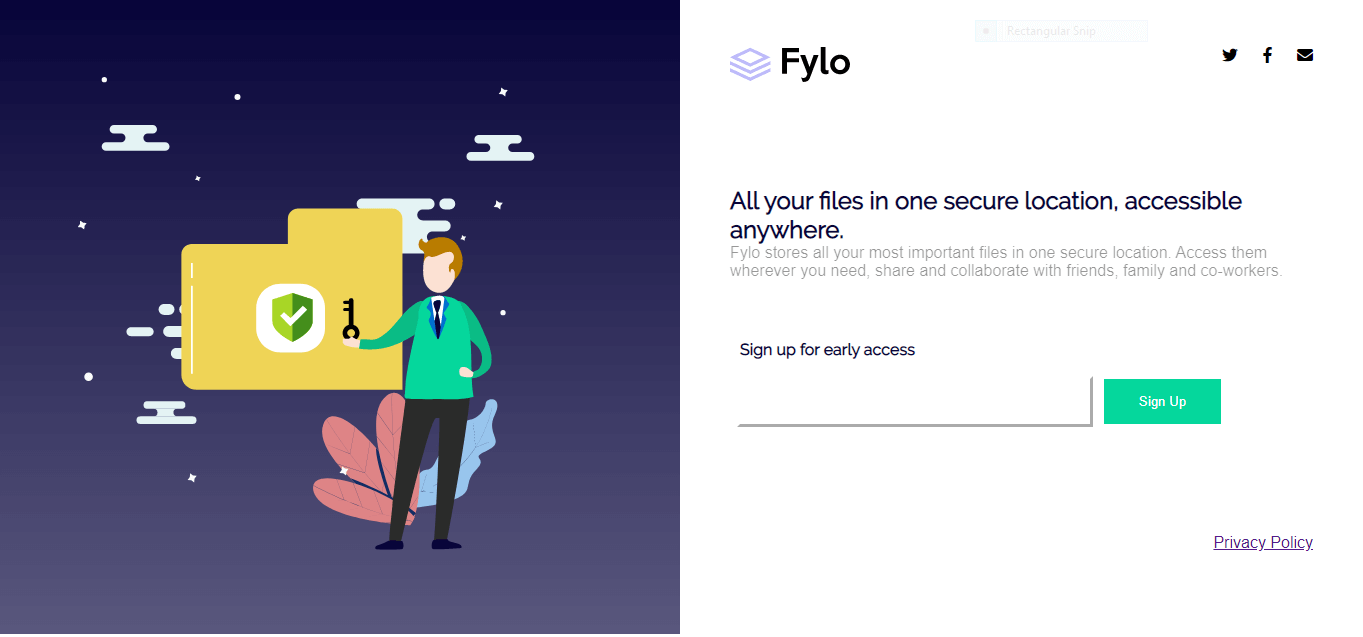 Rectangular Snip
Fylo
All your files in one secure location, accessible
anywhere.
Fylo stores all your most important files in one secure location. Access them
wherever you need, share and collaborate with friends, family and co-workers.
Sign up for early access
Sign Up
Privacy Policy